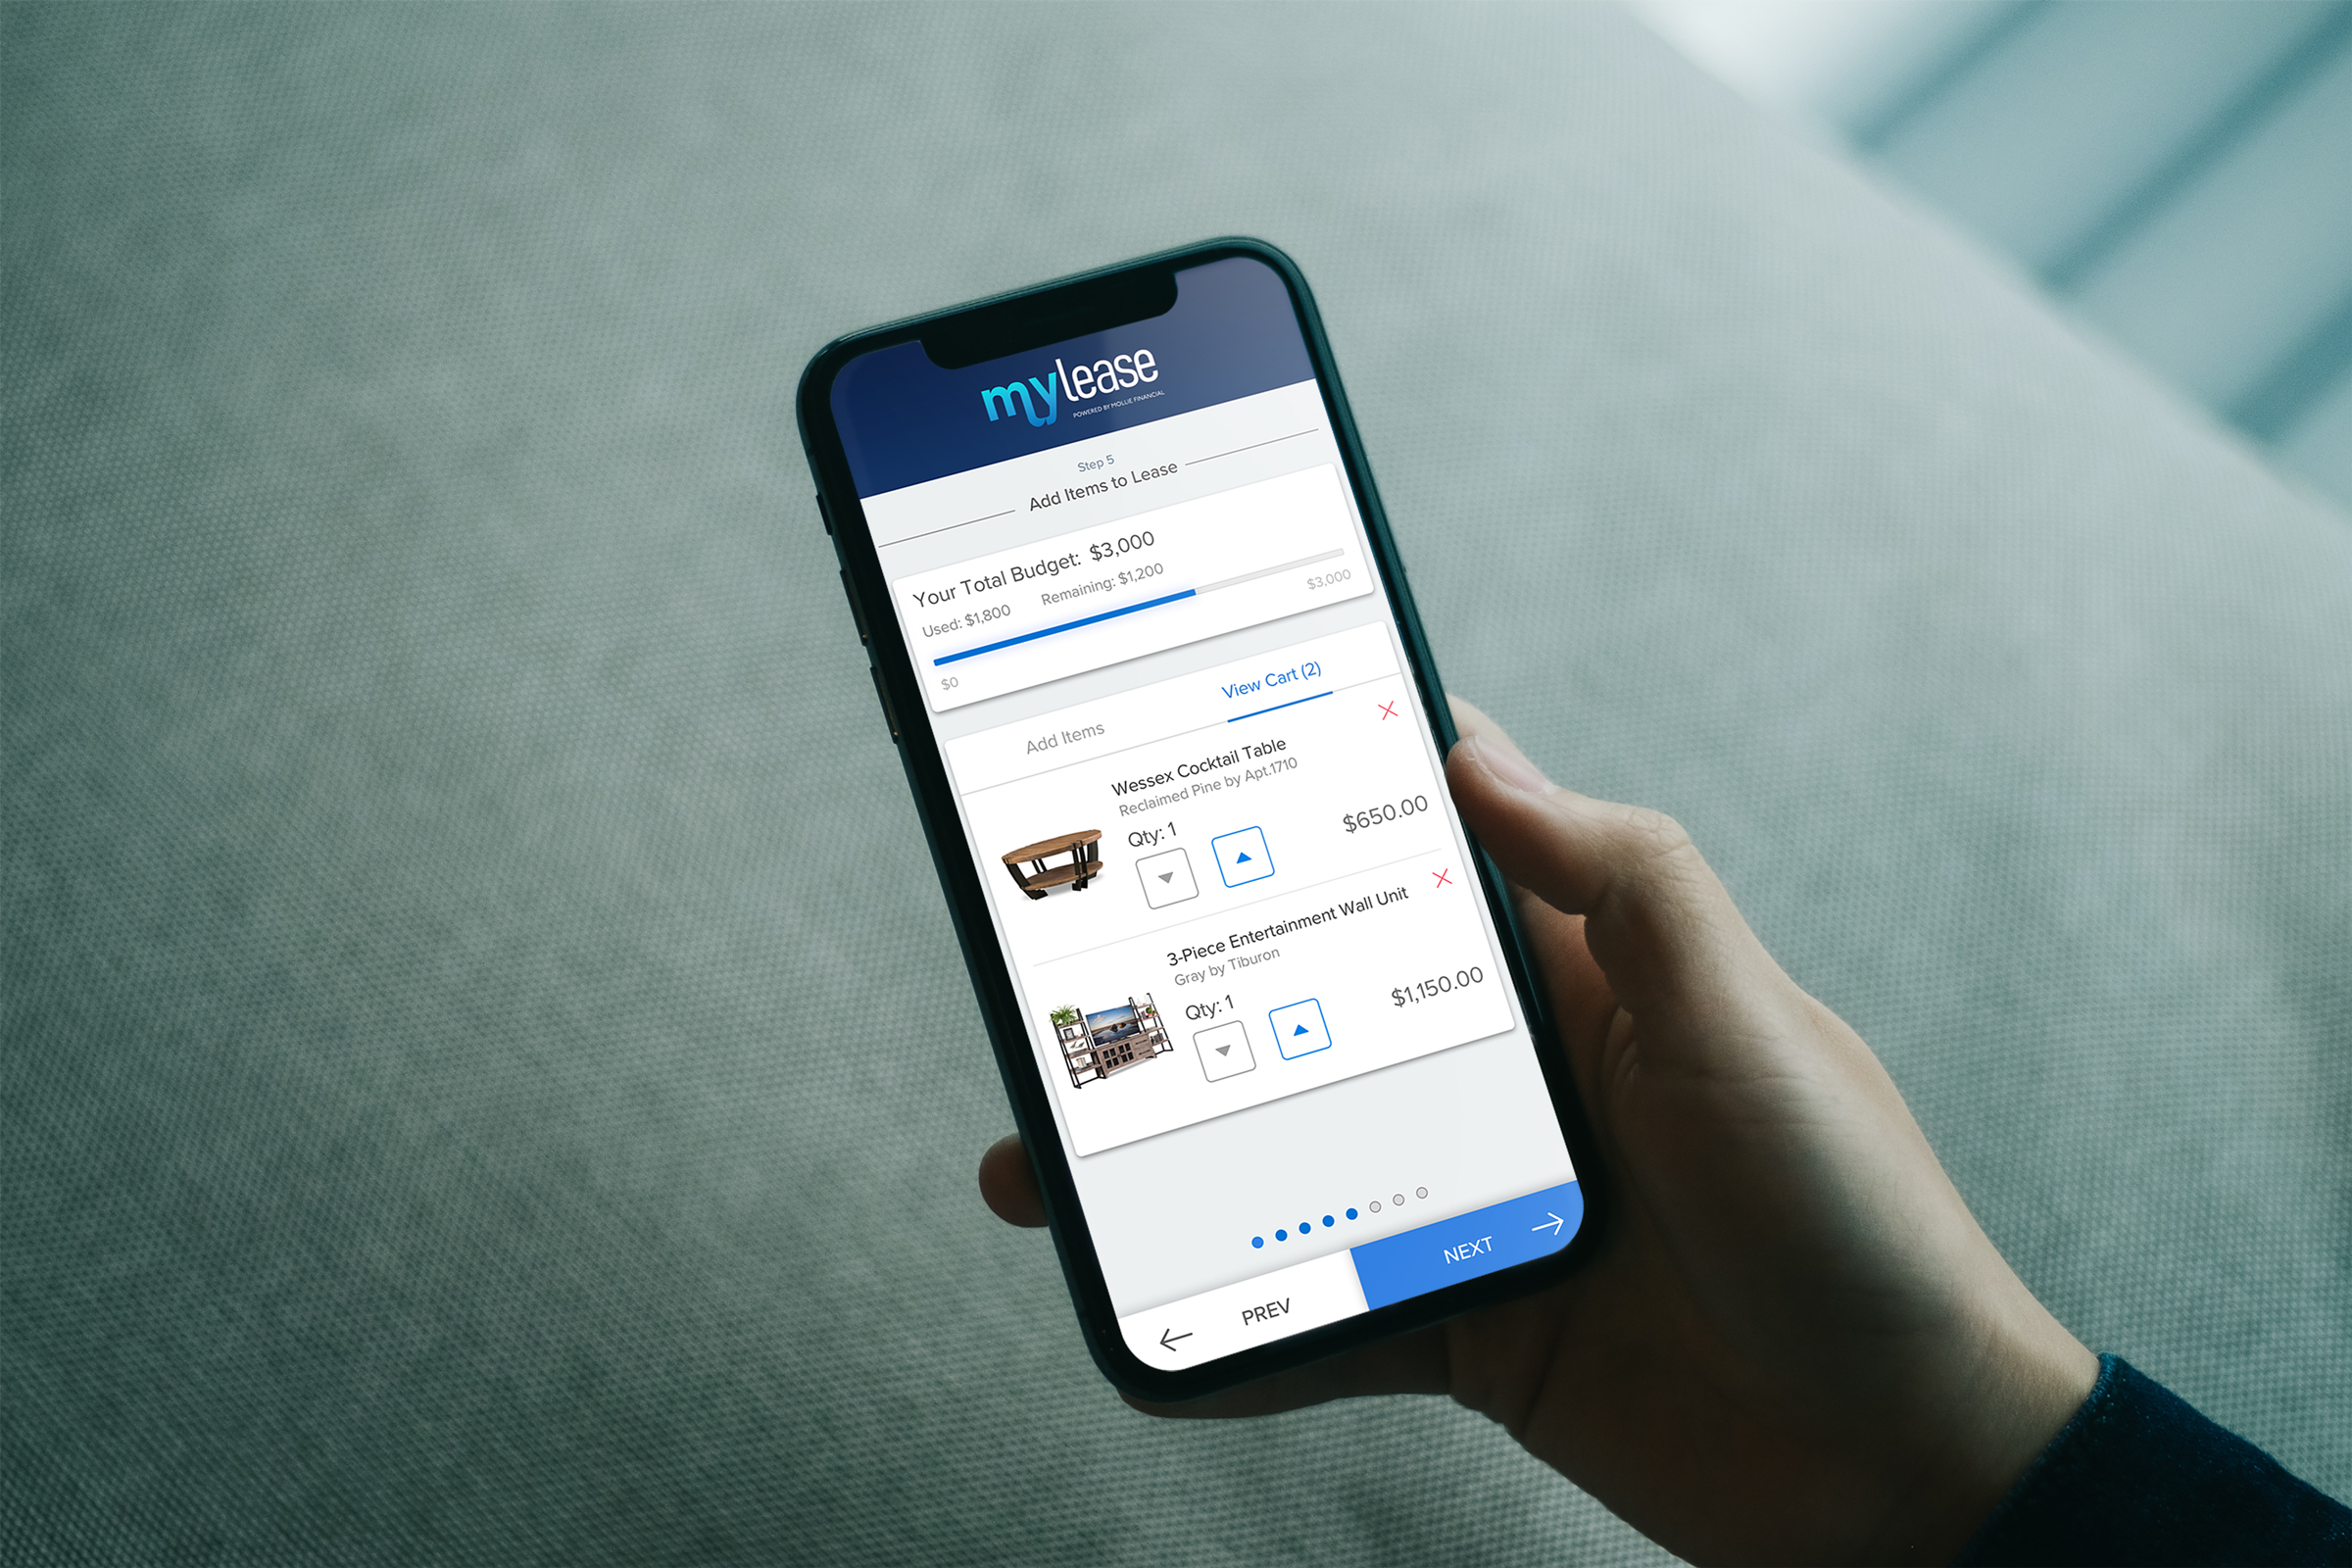 mylease
POWERED BY MOLLIE FINANCIAL
Step 5
Add Items to Lease
Your Total Budget: $3,000
Used: $1,800 Remaining: $1,200
$0 $3,000
Add Items View Cart (2)
Wessex Cocktail Table
Reclaimed Pine by Apt.1710
Qty: 1
$650.00
3-Piece Entertainment Wall Unit
Gray by Tiburon
Qty: 1
$1,150.00
PREV NEXT